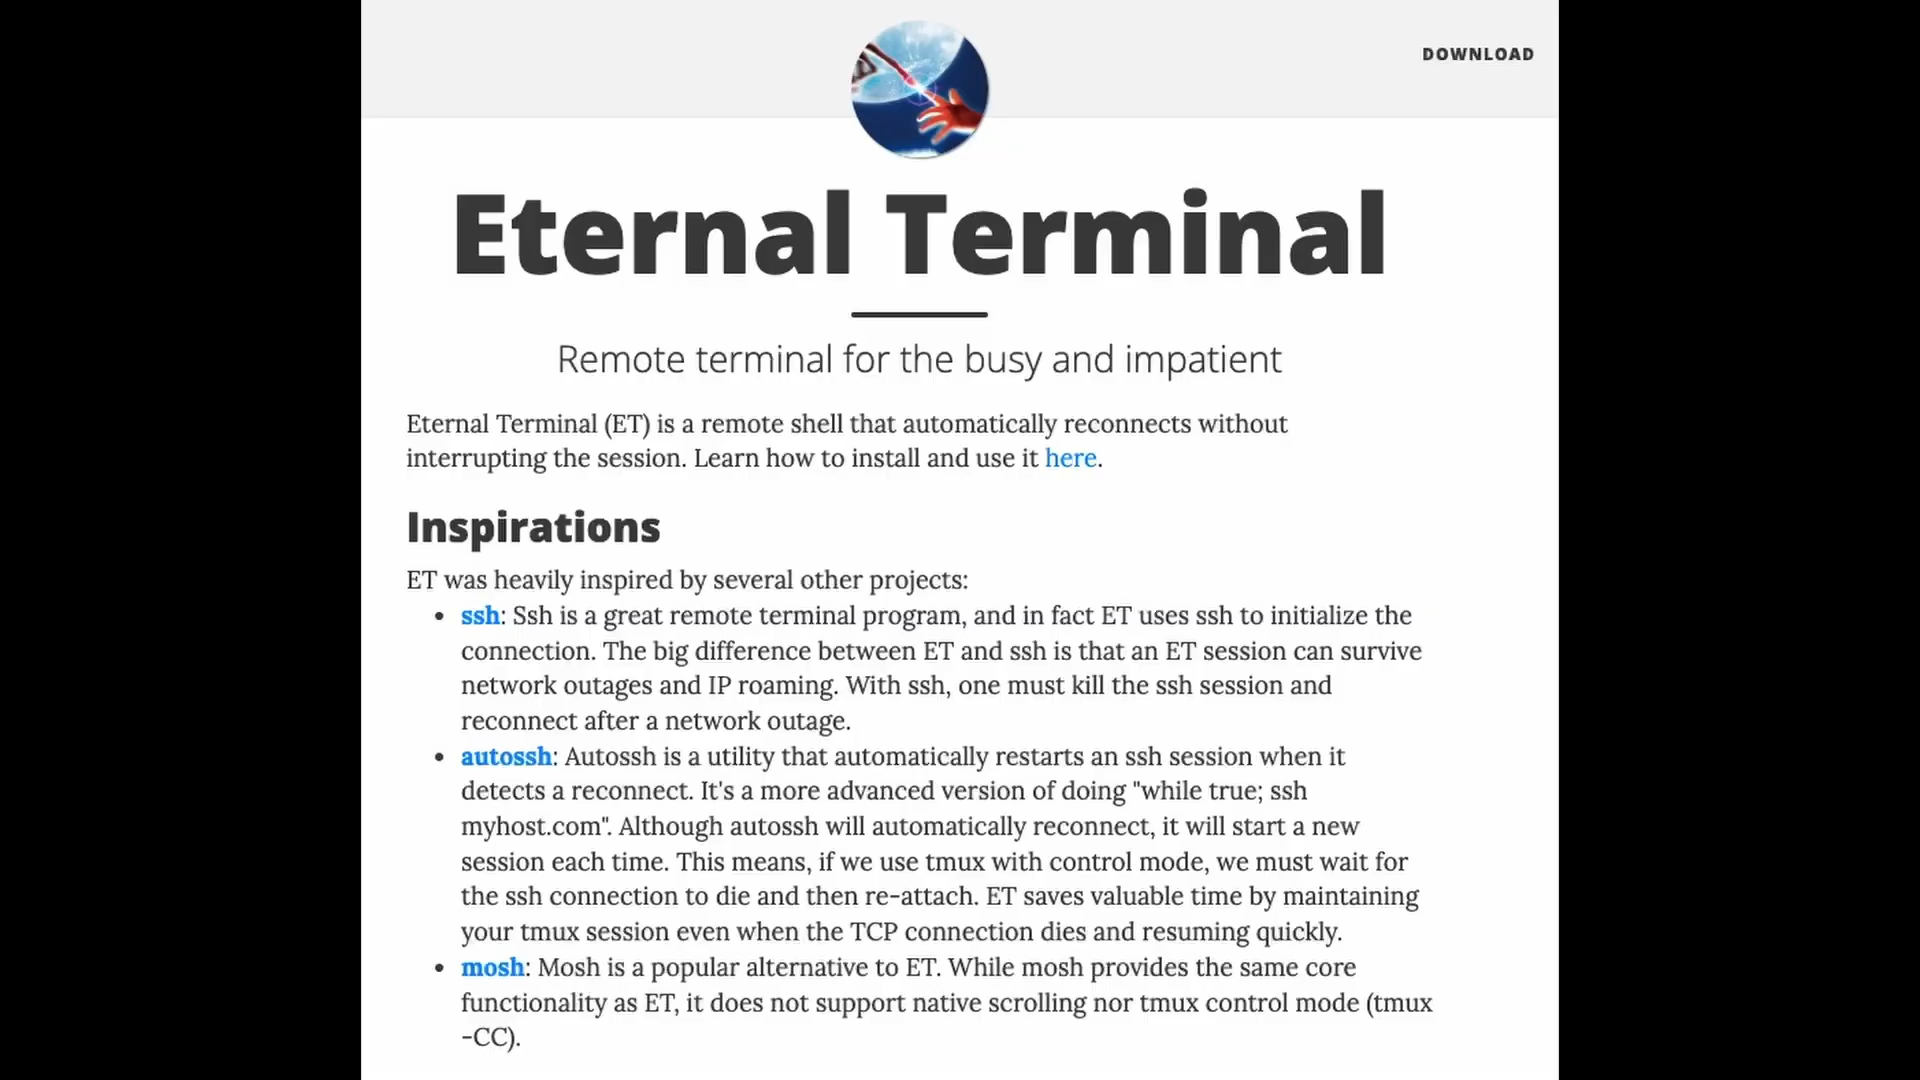 DOWNLOAD
Eternal Terminal
Remote terminal for the busy and impatient
Eternal Terminal (ET) is a remote shell that automatically reconnects without
interrupting the session. Learn how to install and use it here.
Inspirations
ET was heavily inspired by several other projects:
• ssh: Ssh is a great remote terminal program, and in fact ET uses ssh to initialize the
connection. The big difference between ET and ssh is that an ET session can survive
network outages and IP roaming. With ssh, one must kill the ssh session and
reconnect after a network outage.
• autossh: Autossh is a utility that automatically restarts an ssh session when it
detects a reconnect. It's a more advanced version of doing "while true; ssh
myhost.com". Although autossh will automatically reconnect, it will start a new
session each time. This means, if we use tmux with control mode, we must wait for
the ssh connection to die and then re-attach. ET saves valuable time by maintaining
your tmux session even when the TCP connection dies and resuming quickly.
• mosh: Mosh is a popular alternative to ET. While mosh provides the same core
functionality as ET, it does not support native scrolling nor tmux control mode (tmux
-CC).